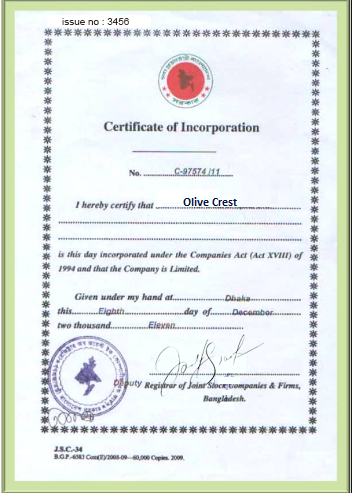 issue no : 3456
Certificate of Incorporation
No. C-97574 /11
I hereby certify that Olive Crest
is this day incorporated under the Companies Act (Act XVIII) of
1994 and that the Company is Limited.
Given under my hand at Dhaka
this Eighth day of December
two thousand Eleven
Deputy Registrar of Joint Stock Companies & Firms,
Bangladesh.
J.S.C.-34
B.G.P.-6583 Com(E)/2008-09—60,000 Copies. 2009.